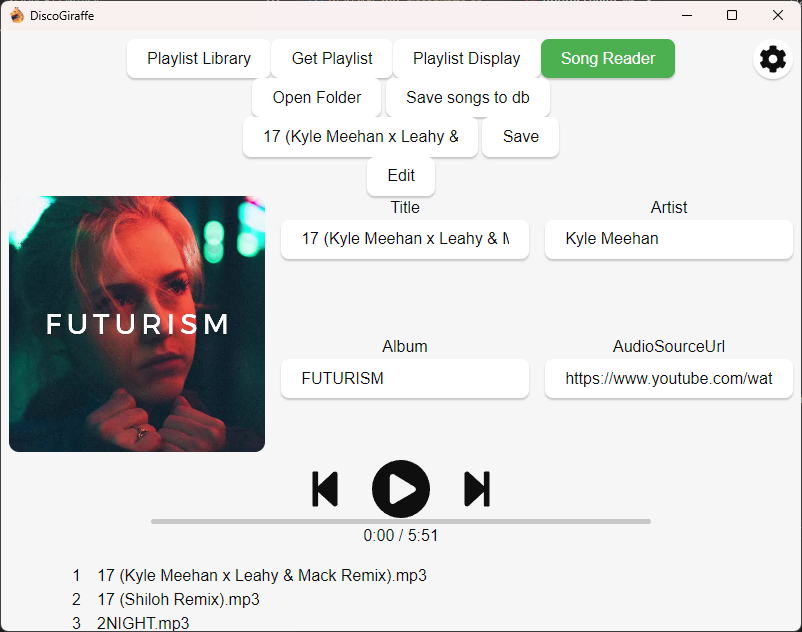 DiscoGiraffe
Playlist Library Get Playlist Playlist Display Song Reader
Open Folder Save songs to db
17 (Kyle Meehan x Leahy & Save
Edit
Title Artist
17 (Kyle Meehan x Leahy & Kyle Meehan
FUTURISM
Album AudioSourceUrl
FUTURISM https://www.youtube.com/wat
0:00 / 5:51
1 17 (Kyle Meehan x Leahy & Mack Remix).mp3
2 17 (Shiloh Remix).mp3
3 2NIGHT.mp3